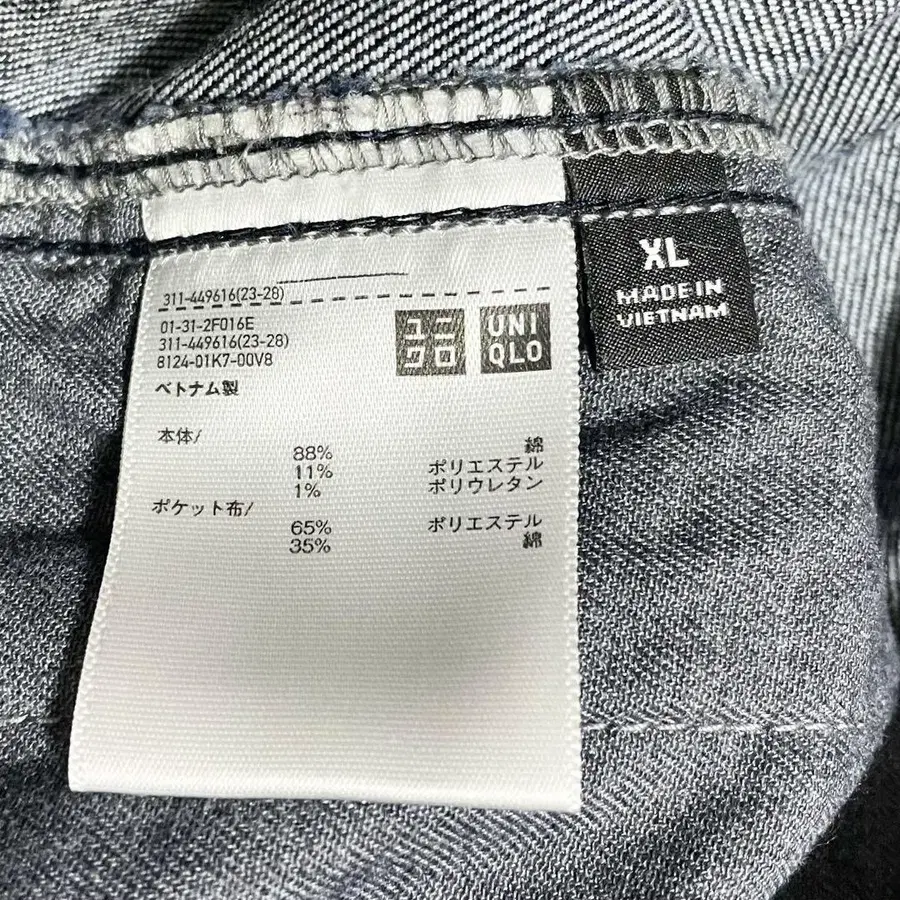 311-449616(23-28)
01-31-2F016E
311-449616(23-28)
8124-01K7-00V8
ベトナム製
ユニクロ
UNIQLO
本体/
88% 綿
11% ポリエステル
1% ポリウレタン
ポケット布/
65% ポリエステル
35% 綿
XL
MADE IN
VIETNAM